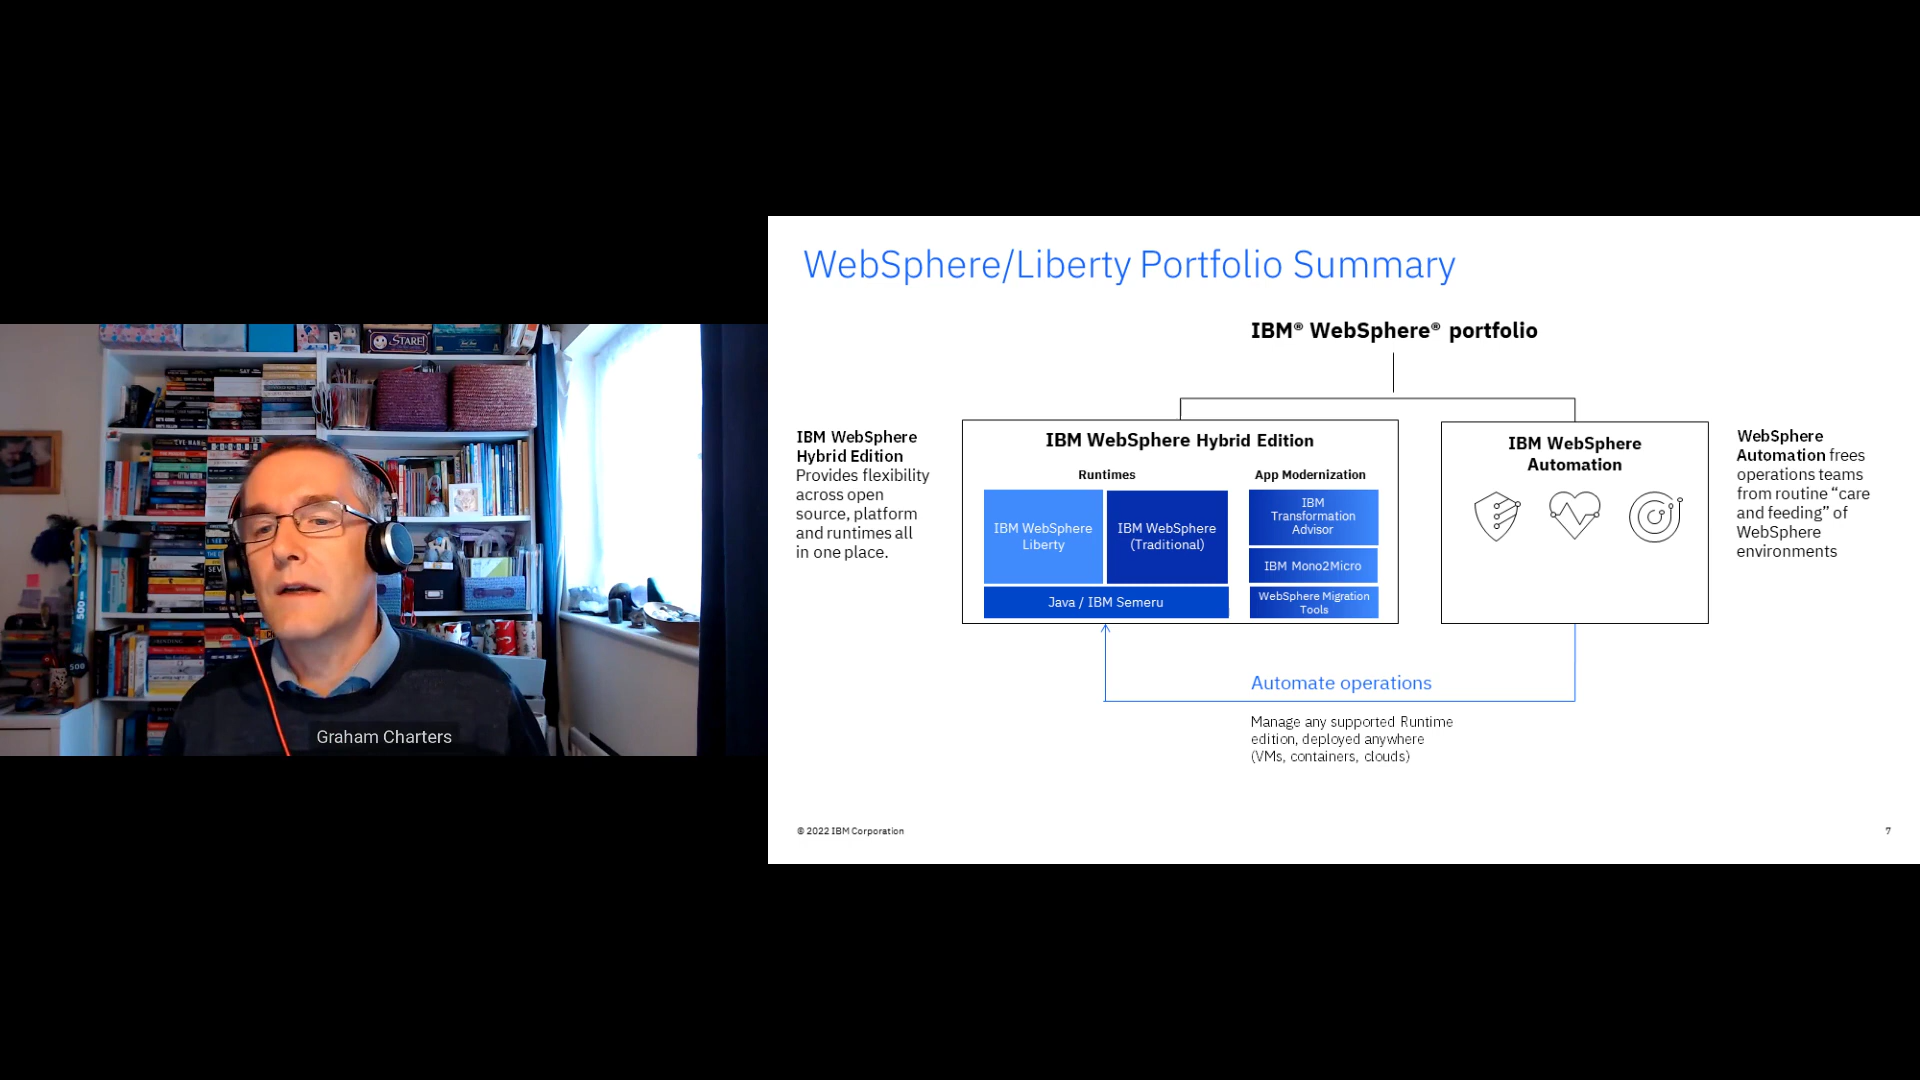 WebSphere/Liberty Portfolio Summary
IBM® WebSphere® portfolio
IBM WebSphere
Hybrid Edition
Provides flexibility
across open
source, platform
and runtimes all
in one place.
IBM WebSphere Hybrid Edition
Runtimes
App Modernization
IBM WebSphere
Liberty
IBM WebSphere
(Traditional)
Java / IBM Semeru
IBM
Transformation
Advisor
IBM Mono2Micro
WebSphere Migration
Tools
IBM WebSphere
Automation
WebSphere
Automation frees
operations teams
from routine “care
and feeding” of
WebSphere
environments
Automate operations
Manage any supported Runtime
edition, deployed anywhere
(VMs, containers, clouds)
© 2022 IBM Corporation
7
STARE!
500
500
Graham Charters